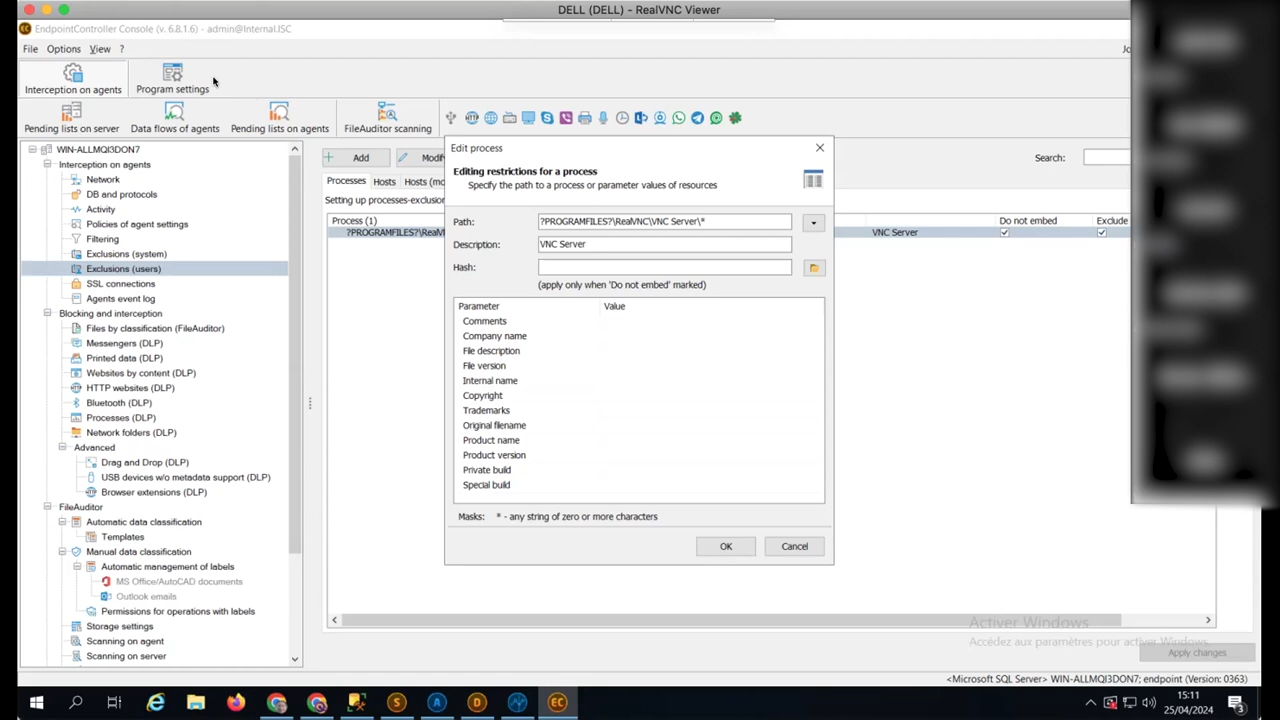 DELL (DELL) - RealVNC Viewer
EndpointController Console (v. 6.8.1.6) - admin@Internal.ISC
File Options View ?
Interception on agents
Program settings
Pending lists on server
Data flows of agents
Pending lists on agents
FileAuditor scanning
WIN-ALLMQI3DON7
Interception on agents
Network
DB and protocols
Activity
Policies of agent settings
Filtering
Exclusions (system)
Exclusions (users)
SSL connections
Agents event log
Blocking and interception
Files by classification (FileAuditor)
Messengers (DLP)
Printed data (DLP)
Websites by content (DLP)
HTTP websites (DLP)
Bluetooth (DLP)
Processes (DLP)
Network folders (DLP)
Advanced
Drag and Drop (DLP)
USB devices w/o metadata support (DLP)
Browser extensions (DLP)
FileAuditor
Automatic data classification
Templates
Manual data classification
Automatic management of labels
MS Office/AutoCAD documents
Outlook emails
Permissions for operations with labels
Storage settings
Scanning on agent
Scanning on server
Add
Search:
Processes Hosts
Process (1)
Do not embed
Exclude
VNC Server
Edit process
Editing restrictions for a process
Specify the path to a process or parameter values of resources
Path: ?PROGRAMFILES?\RealVNC\VNC Server\*
Description: VNC Server
Hash:
(apply only when 'Do not embed' marked)
Parameter Value
Comments
Company name
File description
File version
Internal name
Copyright
Trademarks
Original filename
Product name
Product version
Private build
Special build
Masks: * - any string of zero or more characters
OK Cancel
Activer Windows
Accédez aux paramètres pour activer Windows.
Apply changes
<Microsoft SQL Server> WIN-ALLMQI3DON7; endpoint (Version: 0363)
15:11
25/04/2024